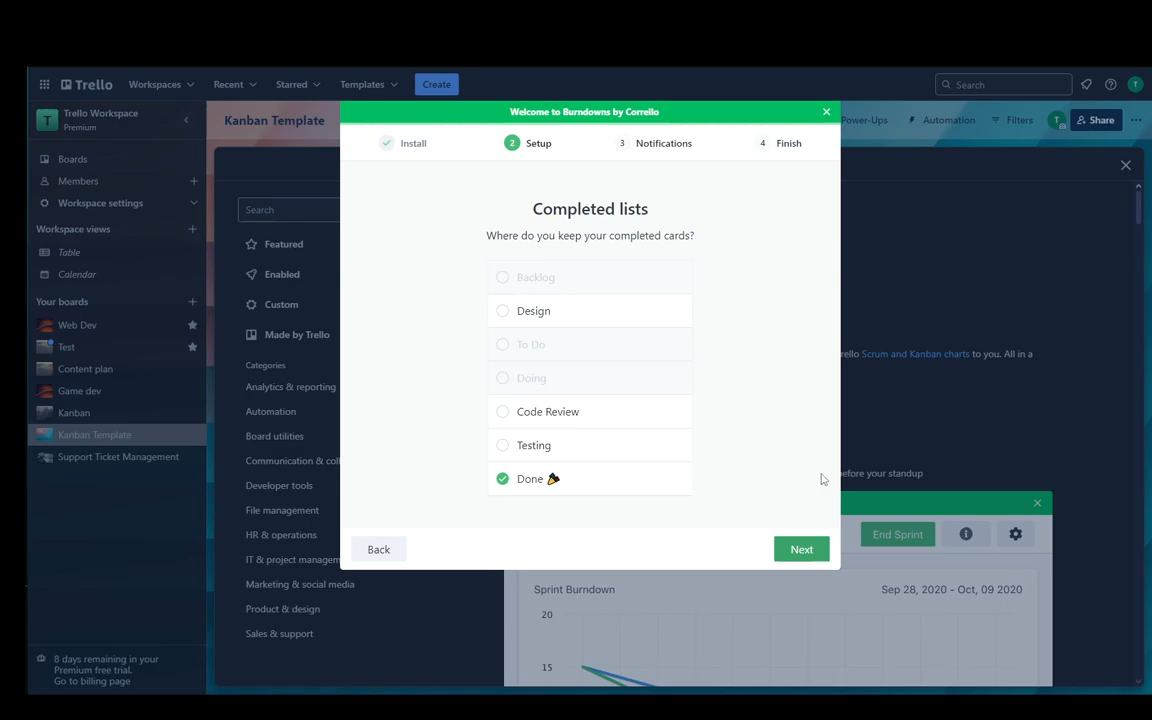 Trello Workspaces Recent Starred Templates Create Search T
T Trello Workspace
Premium
Kanban Template
Power-Ups Automation Filters T Share
Welcome to Burndowns by Corrello
Install 2 Setup 3 Notifications 4 Finish
Boards
Members
Workspace settings
Workspace views
Table
Calendar
Your boards
Web Dev
Test
Content plan
Game dev
Kanban
Kanban Template
Support Ticket Management
8 days remaining in your
Premium free trial.
Go to billing page
Search
Featured
Enabled
Custom
Made by Trello
Categories
Analytics & reporting
Automation
Board utilities
Communication & coll
Developer tools
File management
HR & operations
IT & project managem
Marketing & social media
Product & design
Sales & support
Completed lists
Where do you keep your completed cards?
Backlog
Design
To Do
Doing
Code Review
Testing
Done
Back Next
rello Scrum and Kanban charts to you. All in a
efore your standup
End Sprint
Sprint Burndown Sep 28, 2020 - Oct, 09 2020
20
15